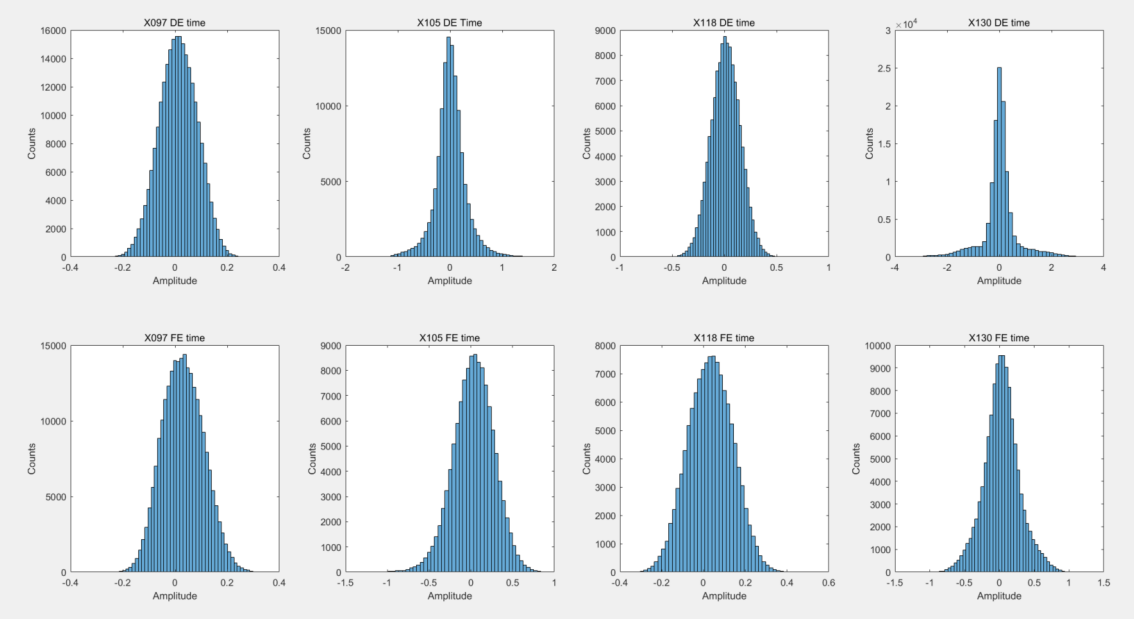 X097 DE time
16000
14000
12000
10000
8000
6000
4000
2000
0
Counts
-0.4 -0.2 0 0.2 0.4
Amplitude
X105 DE Time
15000
10000
5000
0
Counts
-2 -1 0 1 2
Amplitude
X118 DE time
9000
8000
7000
6000
5000
4000
3000
2000
1000
0
Counts
-1 -0.5 0 0.5 1
Amplitude
×10⁴
X130 DE time
3
2.5
2
1.5
1
0.5
0
Counts
-4 -2 0 2 4
Amplitude
X097 FE time
15000
10000
5000
0
Counts
-0.4 -0.2 0 0.2 0.4
Amplitude
X105 FE time
9000
8000
7000
6000
5000
4000
3000
2000
1000
0
Counts
-1.5 -1 -0.5 0 0.5 1
Amplitude
X118 FE time
8000
7000
6000
5000
4000
3000
2000
1000
0
Counts
-0.4 -0.2 0 0.2 0.4 0.6
Amplitude
X130 FE time
10000
9000
8000
7000
6000
5000
4000
3000
2000
1000
0
Counts
-1.5 -1 -0.5 0 0.5 1 1.5
Amplitude